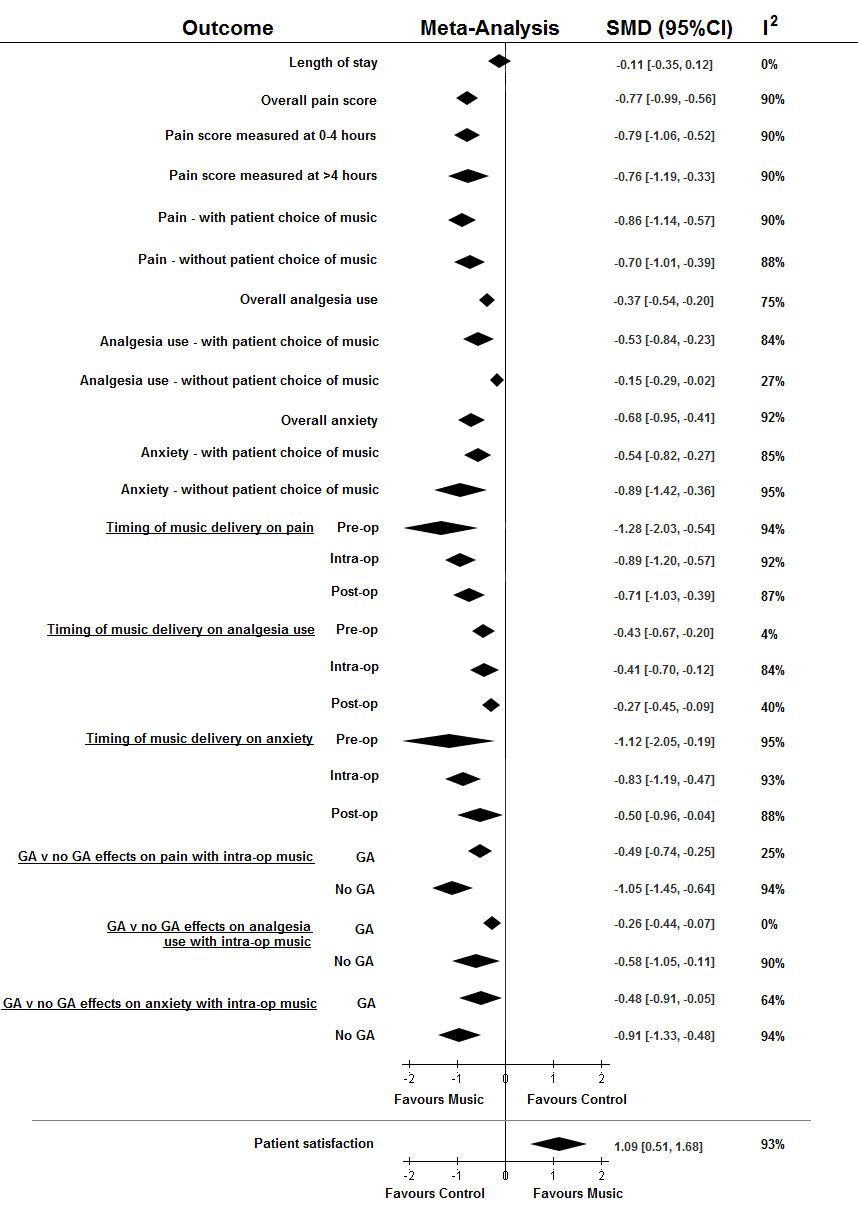 Outcome Meta-Analysis SMD (95%CI) I²
Length of stay -0.11 [-0.35, 0.12] 0%
Overall pain score -0.77 [-0.99, -0.56] 90%
Pain score measured at 0-4 hours -0.79 [-1.06, -0.52] 90%
Pain score measured at >4 hours -0.76 [-1.19, -0.33] 90%
Pain - with patient choice of music -0.86 [-1.14, -0.57] 90%
Pain - without patient choice of music -0.70 [-1.01, -0.39] 88%
Overall analgesia use -0.37 [-0.54, -0.20] 75%
Analgesia use - with patient choice of music -0.53 [-0.84, -0.23] 84%
Analgesia use - without patient choice of music -0.15 [-0.29, -0.02] 27%
Overall anxiety -0.68 [-0.95, -0.41] 92%
Anxiety - with patient choice of music -0.54 [-0.82, -0.27] 85%
Anxiety - without patient choice of music -0.89 [-1.42, -0.36] 95%
Timing of music delivery on pain Pre-op -1.28 [-2.03, -0.54] 94%
Intra-op -0.89 [-1.20, -0.57] 92%
Post-op -0.71 [-1.03, -0.39] 87%
Timing of music delivery on analgesia use Pre-op -0.43 [-0.67, -0.20] 4%
Intra-op -0.41 [-0.70, -0.12] 84%
Post-op -0.27 [-0.45, -0.09] 40%
Timing of music delivery on anxiety Pre-op -1.12 [-2.05, -0.19] 95%
Intra-op -0.83 [-1.19, -0.47] 93%
Post-op -0.50 [-0.96, -0.04] 88%
GA v no GA effects on pain with intra-op music GA -0.49 [-0.74, -0.25] 25%
No GA -1.05 [-1.45, -0.64] 94%
GA v no GA effects on analgesia GA -0.26 [-0.44, -0.07] 0%
use with intra-op music
No GA -0.58 [-1.05, -0.11] 90%
GA v no GA effects on anxiety with intra-op music GA -0.48 [-0.91, -0.05] 64%
No GA -0.91 [-1.33, -0.48] 94%
-2 -1 0 1 2
Favours Music Favours Control
Patient satisfaction 1.09 [0.51, 1.68] 93%
-2 -1 0 1 2
Favours Control Favours Music